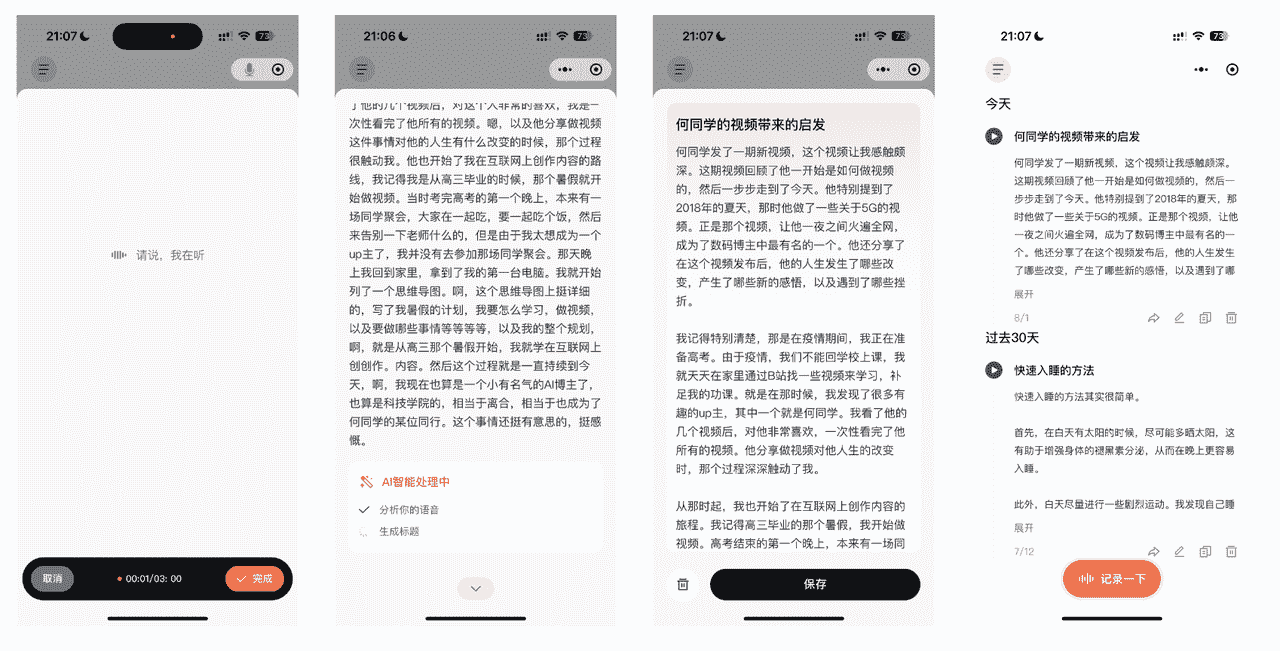 21:07
73
请说，我在听
取消
00:01/03: 00
完成
21:06
73
了他的几个视频后，对这个人非常的喜欢，我是一
次性看完了他所有的视频。嗯，以及他分享做视频
这件事情对他的人生有什么改变的时候，那个过程
很触动我。他也开始了我在互联网上创作内容的路
线，我记得我是从高三毕业的时候，那个暑假就开
始做视频。当时考完高考的第一个晚上，本来有一
场同学聚会，大家在一起吃，要一起吃个饭，然后
来告别一下老师什么的，但是由于我太想成为一个
up主了，我并没有去参加那场同学聚会。那天晚
上我回到家里，拿到了我的第一台电脑。我就开始
列了一个思维导图。啊，这个思维导图上挺详细
的，写了我暑假的计划，我要怎么学习，做视频，
以及要做哪些事情等等等等，以及我的整个规划，
啊，就是从高三那个暑假开始，我就学在互联网上
创创作。内容。然后这个过程就是一直持续到今
天，啊，我现在也算是一个小有名气的AI博主了，
也算是科技学院的，相当于离合，相当于也成为了
何同学的某位同行。这个事情还挺有意思的，挺感
慨。
AI智能处理中
分析你的语音
生成标题
21:07
73
何同学的视频带来的启发
何同学发了一期新视频，这个视频让我感触颇
深。这期视频回顾了他一开始是如何做视频
的，然后一步步走到了今天。他特别提到了
2018年的夏天，那时他做了一些关于5G的视
频。正是那个视频，让他一夜之间火遍全网，
成为了数码博主中最有名的一个。他还分享了
在这个视频发布后，他的人生发生了哪些改
变，产生了哪些新的感悟，以及遇到了哪些挫
折。
我记得特别清楚，那是在疫情期间，我正在准
备高考。由于疫情，我们不能回学校上课，我
就天天在家里通过B站找一些视频来学习，补
足我的功课。就是在那时候，我发现了很多有
趣的up主，其中一个就是何同学。我看了他的
几个视频后，对他非常喜欢，一次性看完了他
所有的视频。他分享做视频对他人生的改变
时，那个过程深深触动了我。
从那时起，我也开始了在互联网上创作内容的
旅程。我记得高三毕业的那个暑假，我开始做
视频。高考结束的第一个晚上，本来有一场同
保存
21:07
73
今天
何同学的视频带来的启发
何同学发了一期新视频，这个视频让我感触颇深。
这期视频回顾了他一开始是如何做视频的，然后一
步步走到了今天。他特别提到了2018年的夏天，那
时他做了一些关于5G的视频。正是那个视频，让他
一夜之间火遍全网，成为了数码博主中最有名的一
个。他还分享了在这个视频发布后，他的人生发生
了哪些改变，产生了哪些新的感悟，以及遇到了哪
展开
8/1
过去30天
快速入睡的方法
快速入睡的方法其实很简单。
首先，在白天有太阳的时候，尽可能多晒太阳，这
有助于增强身体的褪黑素分泌，从而在晚上更容易
入睡。
此外，白天尽量进行一些剧烈运动。我发现自己睡
展开
7/12
记录一下